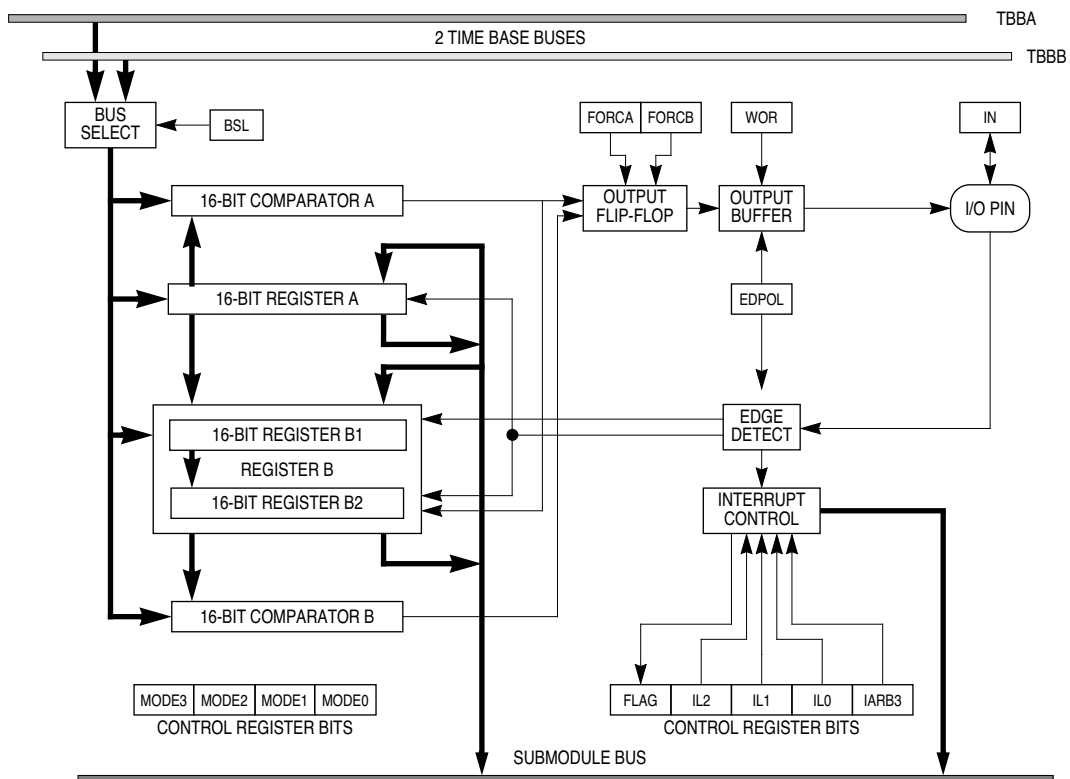 TBBA
2 TIME BASE BUSES
TBBB
BUS
SELECT
BSL
FORCA
FORCB
WOR
IN
16-BIT COMPARATOR A
OUTPUT
FLIP-FLOP
OUTPUT
BUFFER
I/O PIN
16-BIT REGISTER A
EDPOL
16-BIT REGISTER B1
REGISTER B
16-BIT REGISTER B2
EDGE
DETECT
INTERRUPT
CONTROL
16-BIT COMPARATOR B
MODE3
MODE2
MODE1
MODE0
CONTROL REGISTER BITS
FLAG
IL2
IL1
IL0
IARB3
CONTROL REGISTER BITS
SUBMODULE BUS